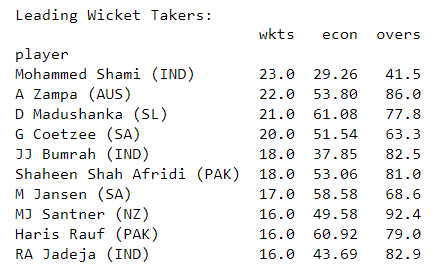 Leading Wicket Takers:
wkts econ overs
player
Mohammed Shami (IND) 23.0 29.26 41.5
A Zampa (AUS) 22.0 53.80 86.0
D Madushanka (SL) 21.0 61.08 77.8
G Coetzee (SA) 20.0 51.54 63.3
JJ Bumrah (IND) 18.0 37.85 82.5
Shaheen Shah Afridi (PAK) 18.0 53.06 81.0
M Jansen (SA) 17.0 58.58 68.6
MJ Santner (NZ) 16.0 49.58 92.4
Haris Rauf (PAK) 16.0 60.92 79.0
RA Jadeja (IND) 16.0 43.69 82.9